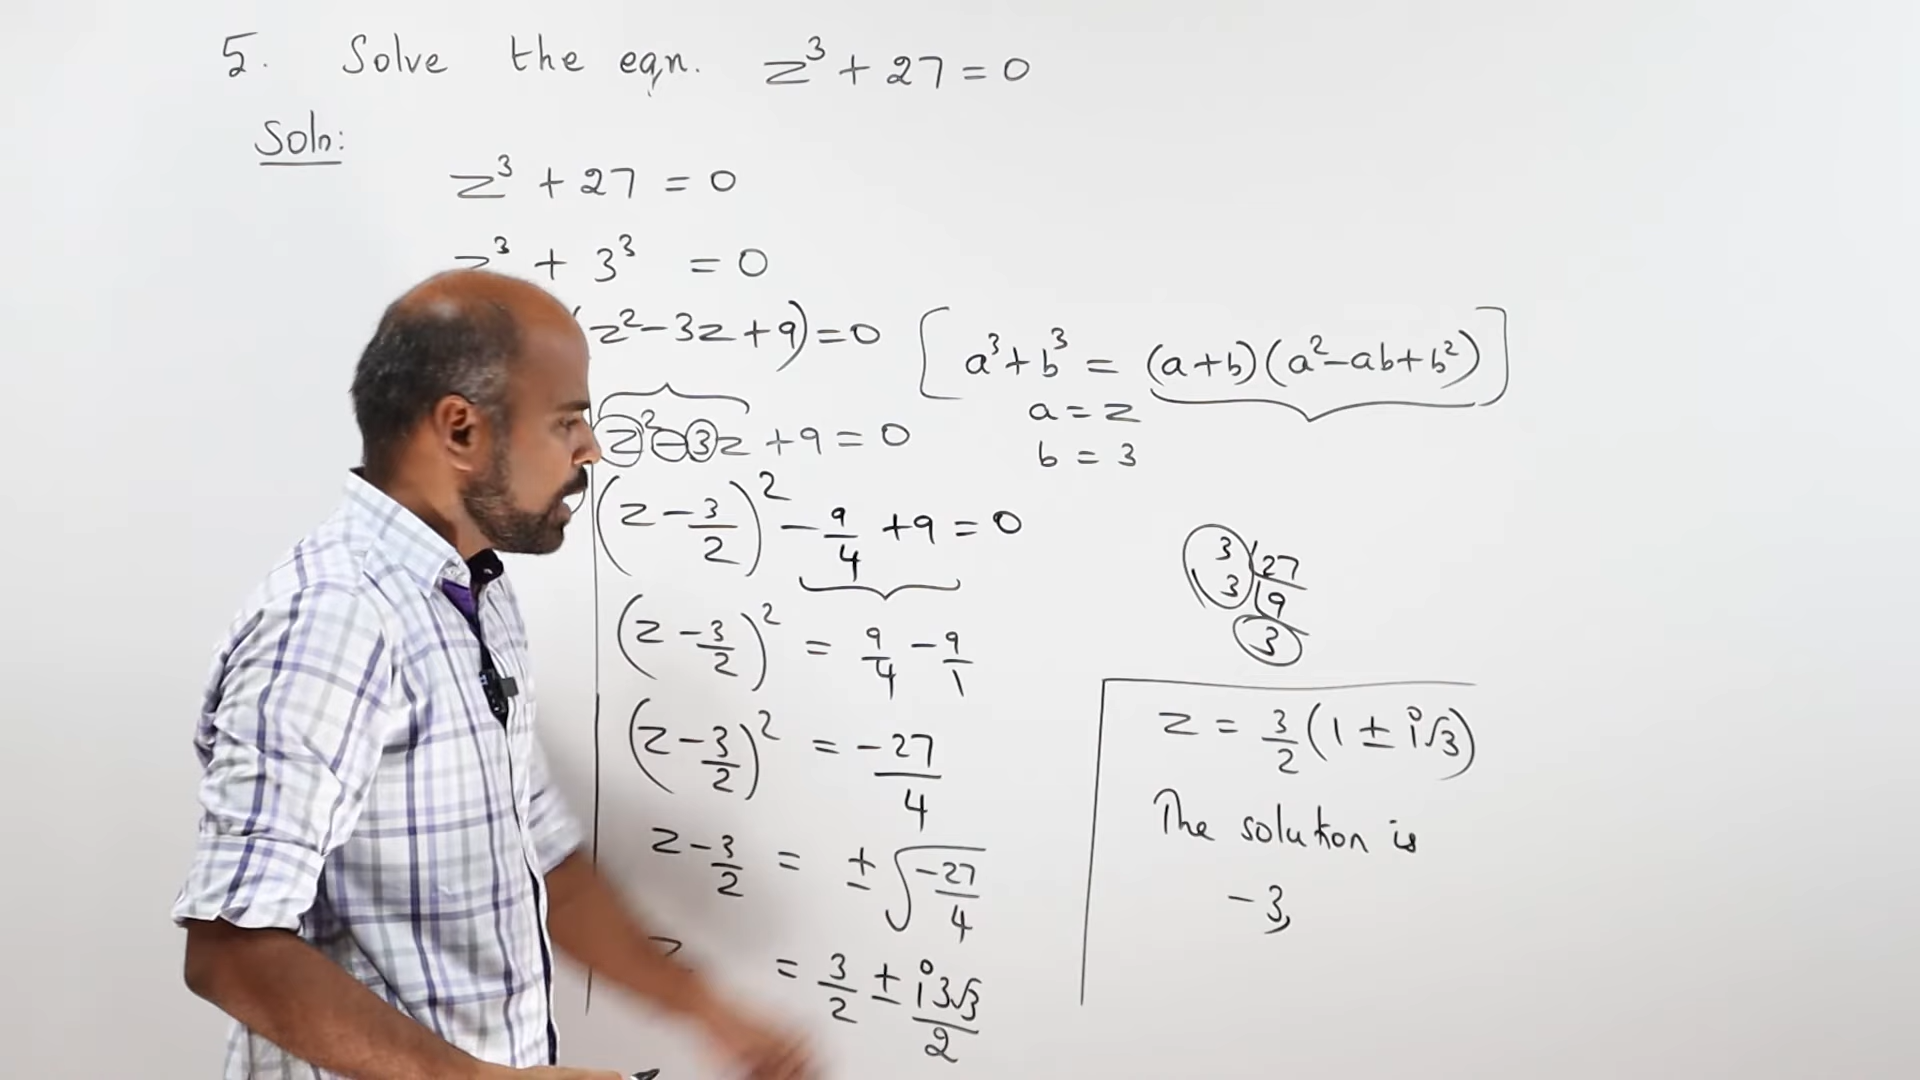 5. Solve the eqn. z³ + 27 = 0
Soln:
z³ + 27 = 0
z³ + 3³ = 0
(z² - 3z + 9) = 0
[a³ + b³ = (a + b)(a² - ab + b²)]
a = z
b = 3
z² - 3z + 9 = 0
(z - 3/2)² - 9/4 + 9 = 0
(z - 3/2)² = 9/4 - 9/1
(z - 3/2)² = -27/4
z - 3/2 = ± √(-27/4)
z = 3/2 ± i3√3/2
3 | 27
3 | 9
3
z = 3/2 (1 ± i√3)
The solution is
-3,